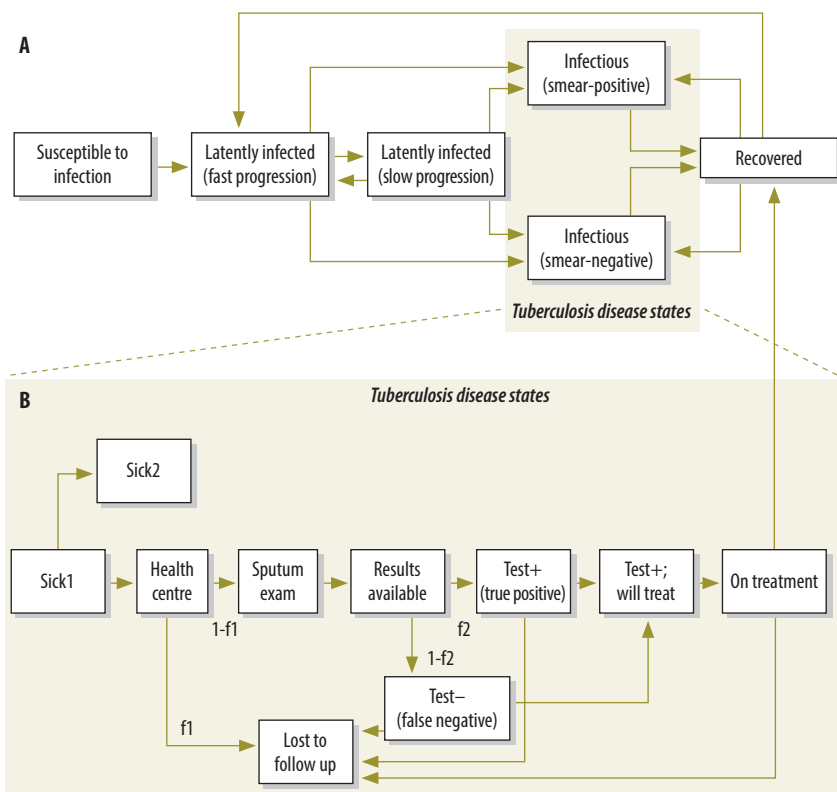 A
Infectious
(smear-positive)
Susceptible to
infection
Latently infected
(fast progression)
Latently infected
(slow progression)
Recovered
Infectious
(smear-negative)
Tuberculosis disease states
B
Tuberculosis disease states
Sick2
Sick1
Health
centre
Sputum
exam
Results
available
Test+
(true positive)
Test+;
will treat
On treatment
1-f1
f2
1-f2
Test–
(false negative)
f1
Lost to
follow up